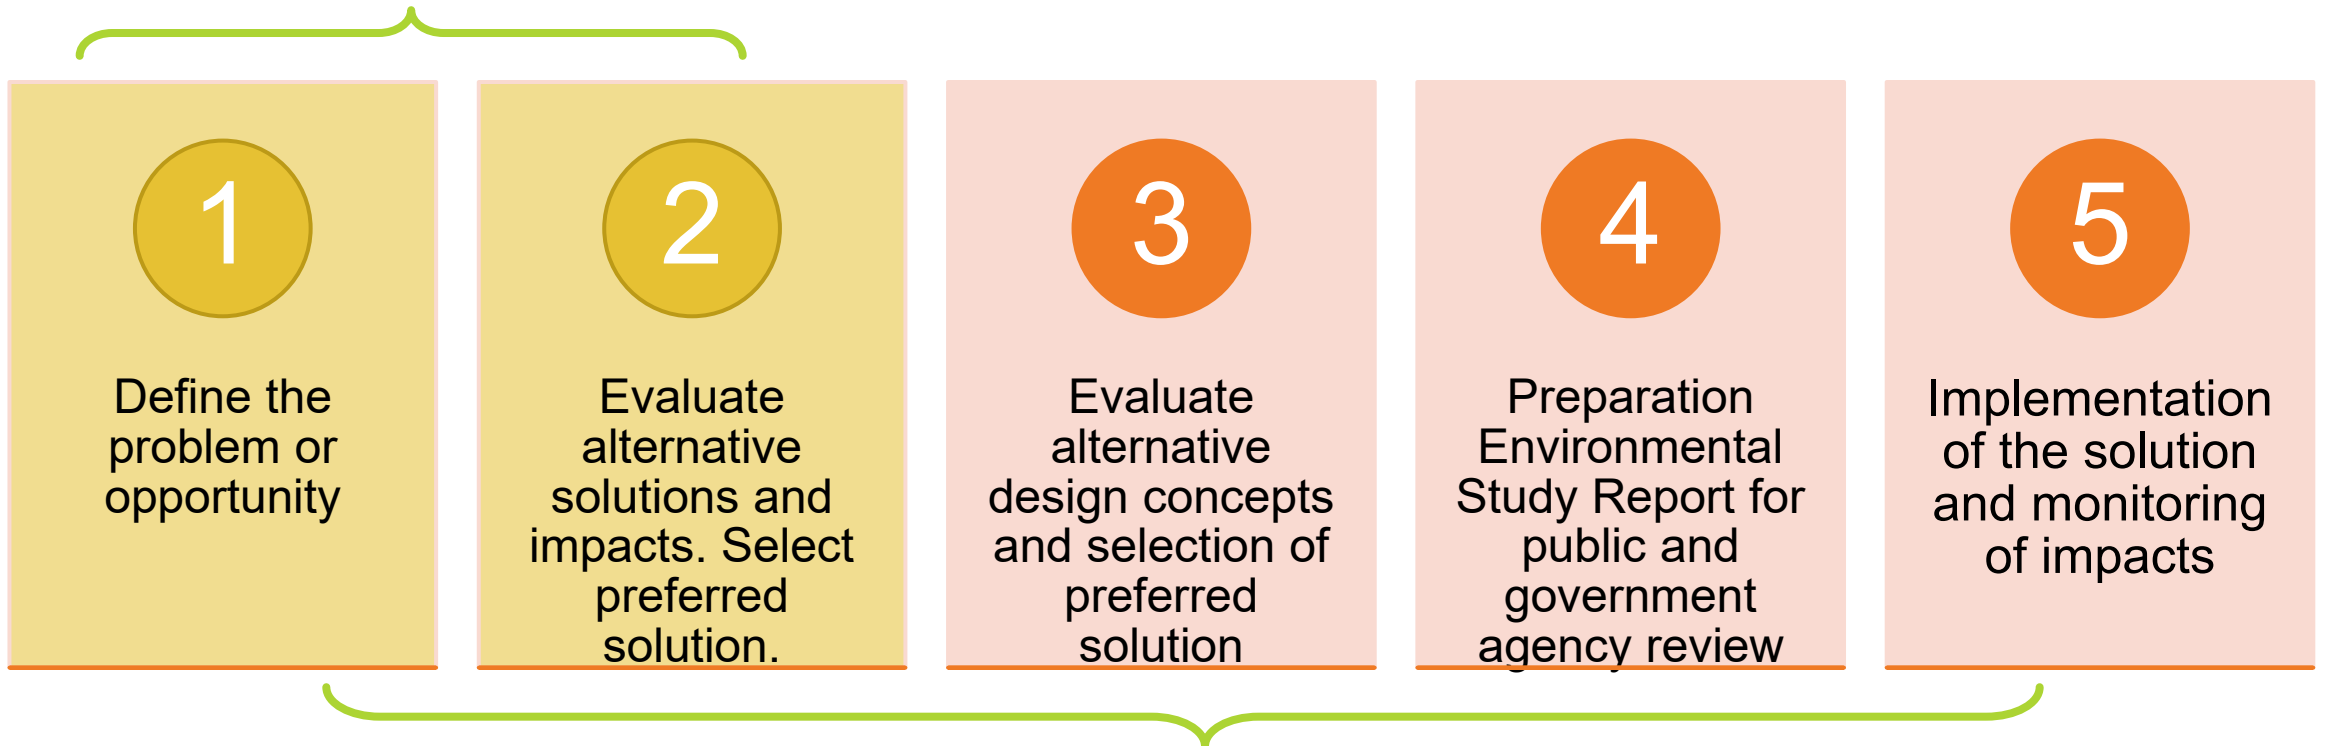 1
Define the
problem or
opportunity
2
Evaluate
alternative
solutions and
impacts. Select
preferred
solution.
3
Evaluate
alternative
design concepts
and selection of
preferred
solution
4
Preparation
Environmental
Study Report for
public and
government
agency review
5
Implementation
of the solution
and monitoring
of impacts